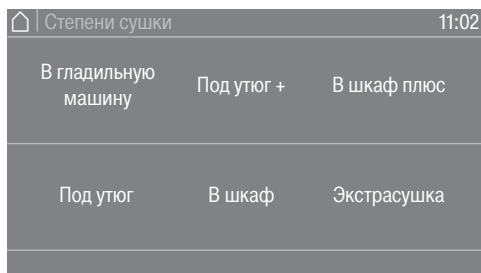 Степени сушки 11:02
В гладильную
машину
Под утюг +
В шкаф плюс
Под утюг
В шкаф
Экстрасушка